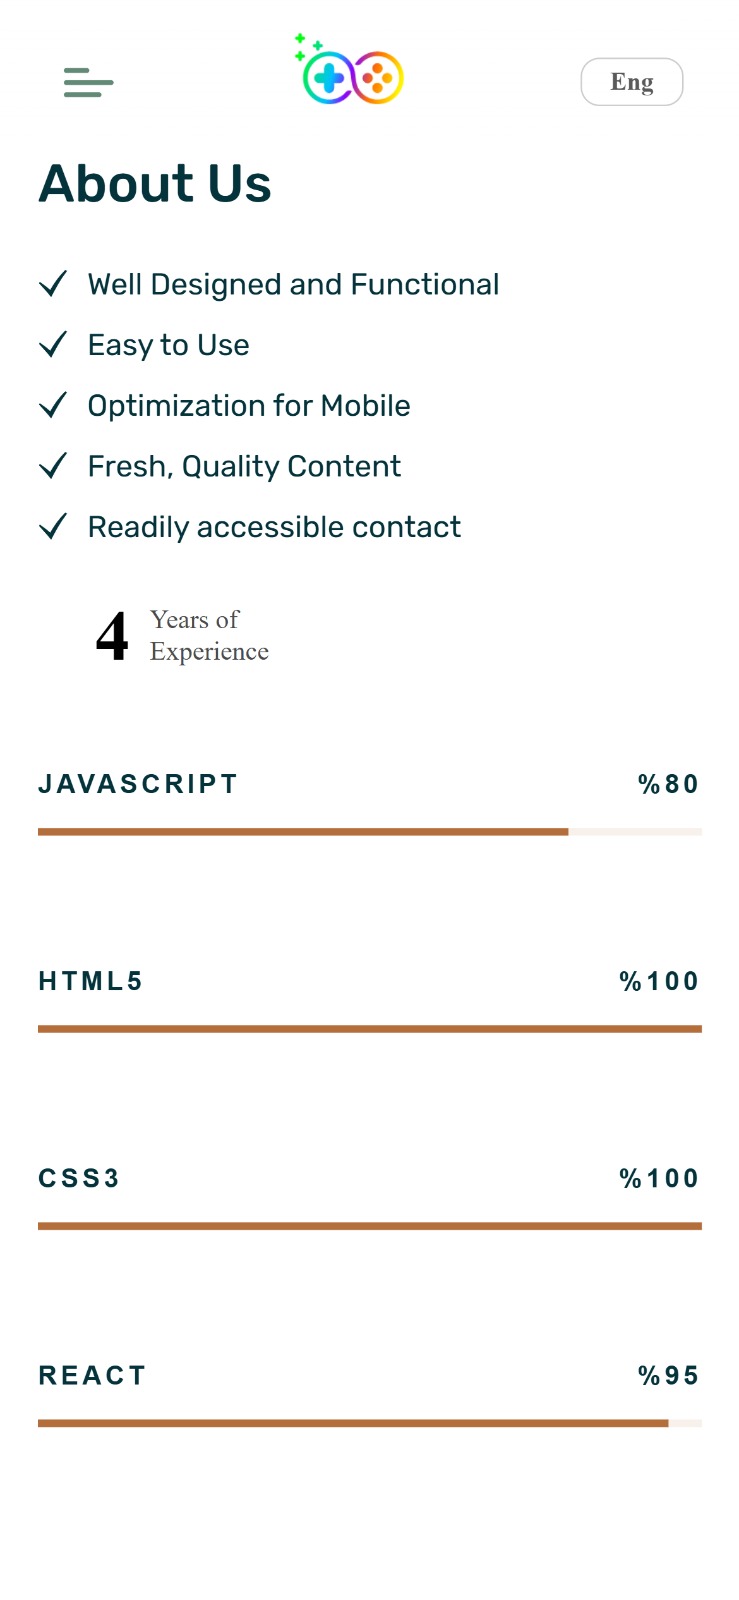 Eng
About Us
Well Designed and Functional
Easy to Use
Optimization for Mobile
Fresh, Quality Content
Readily accessible contact
4 Years of
Experience
JAVASCRIPT %80
HTML5 %100
CSS3 %100
REACT %95